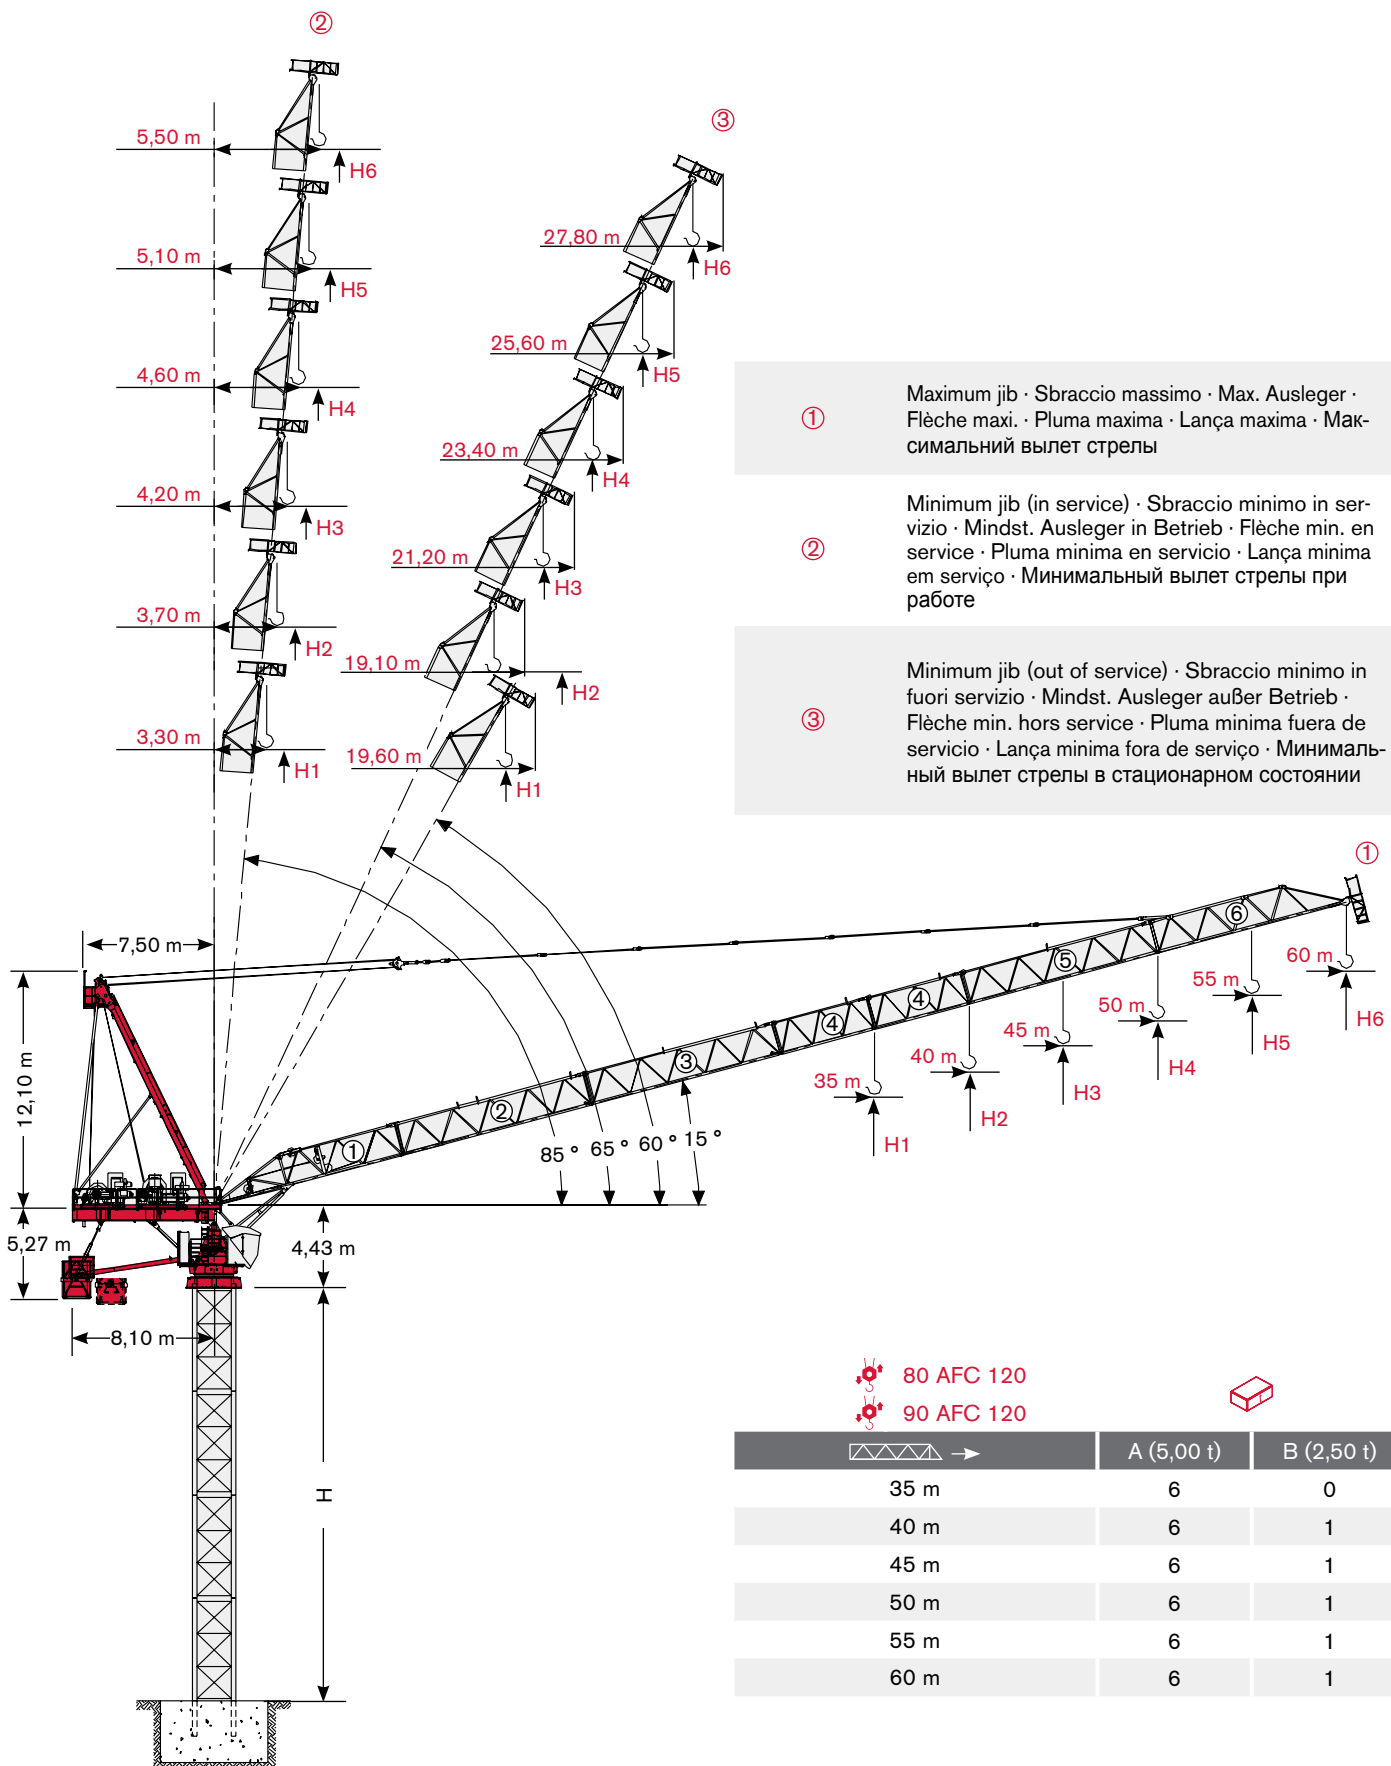 ②
5,50 m
H6
5,10 m
H5
4,60 m
H4
4,20 m
H3
3,70 m
H2
3,30 m
H1
③
27,80 m
H6
25,60 m
H5
23,40 m
H4
21,20 m
H3
19,10 m
H2
19,60 m
H1
①
Maximum jib · Sbraccio massimo · Max. Ausleger ·
Flèche maxi. · Pluma maxima · Lança maxima · Мак-
симальний вылет стрелы
②
Minimum jib (in service) · Sbraccio minimo in ser-
vizio · Mindst. Ausleger in Betrieb · Flèche min. en
service · Pluma minima en servicio · Lança minima
em serviço · Минимальный вылет стрелы при
работе
③
Minimum jib (out of service) · Sbraccio minimo in
fuori servizio · Mindst. Ausleger außer Betrieb ·
Flèche min. hors service · Pluma minima fuera de
servicio · Lança minima fora de serviço · Минималь-
ный вылет стрелы в стационарном состоянии
①
7,50 m
12,10 m
5,27 m
8,10 m
4,43 m
H
① ② ③ ④ ④ ⑤ ⑥
85 ° 65 ° 60 ° 15 °
35 m
H1
40 m
H2
45 m
H3
50 m
H4
55 m
H5
60 m
H6
80 AFC 120
90 AFC 120
A (5,00 t) B (2,50 t)
35 m 6 0
40 m 6 1
45 m 6 1
50 m 6 1
55 m 6 1
60 m 6 1